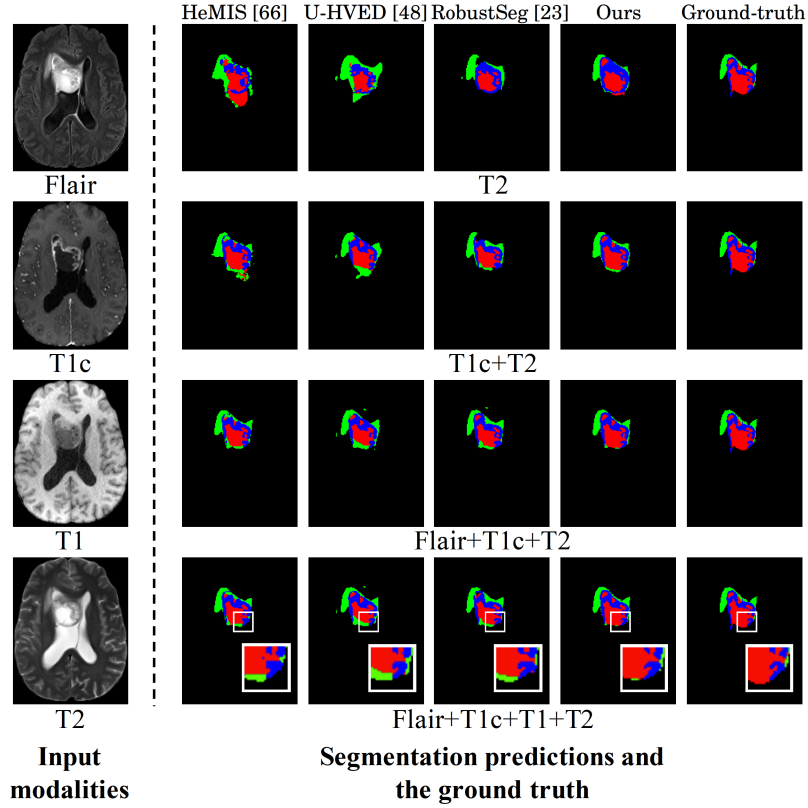 HeMIS [66] U-HVED [48] RobustSeg [23] Ours Ground-truth
Flair T2
T1c T1c+T2
T1 Flair+T1c+T2
T2 Flair+T1c+T1+T2
Input modalities
Segmentation predictions and
the ground truth